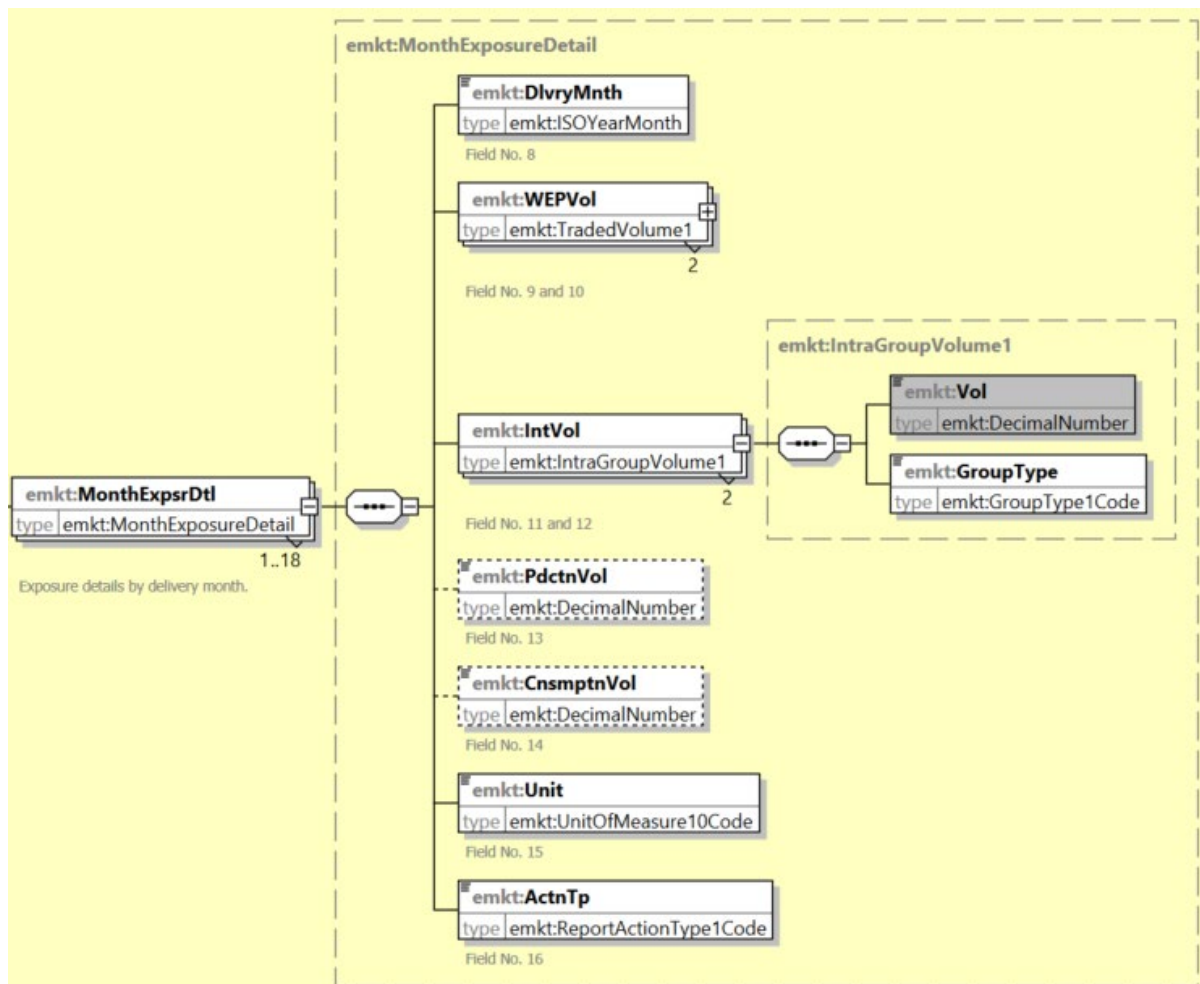 emkt:MonthExposureDetail
emkt:DlvryMnth
type emkt:ISOYearMonth
Field No. 8
emkt:WEPVol
type emkt:TradedVolume1
2
Field No. 9 and 10
emkt:IntraGroupVolume1
emkt:Vol
type emkt:DecimalNumber
emkt:IntVol
type emkt:IntraGroupVolume1
2
Field No. 11 and 12
emkt:GroupType
type emkt:GroupType1Code
emkt:MonthExpsrDtl
type emkt:MonthExposureDetail
1..18
Exposure details by delivery month.
emkt:PdctnVol
type emkt:DecimalNumber
Field No. 13
emkt:CnsmptnVol
type emkt:DecimalNumber
Field No. 14
emkt:Unit
type emkt:UnitOfMeasure10Code
Field No. 15
emkt:ActnTp
type emkt:ReportActionType1Code
Field No. 16